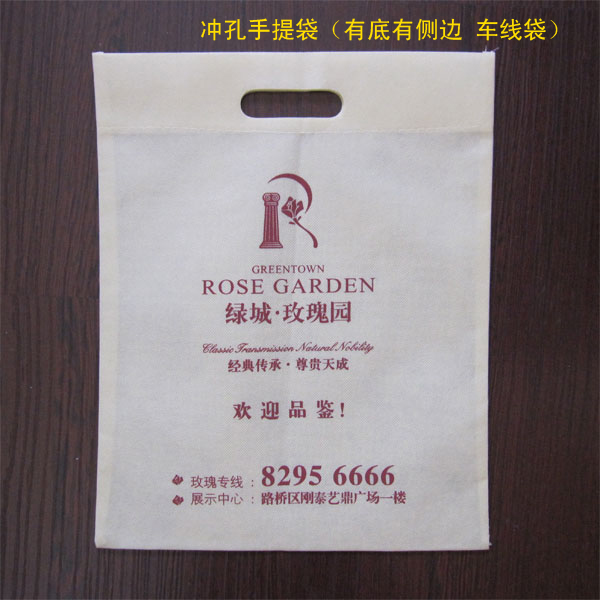 冲孔手提袋（有底有侧边 车线袋）
GREENTOWN
ROSE GARDEN
绿城·玫瑰园
Classic Transmission Natural Nobility
经典传承·尊贵天成
欢迎品鉴!
玫瑰专线：8295 6666
展示中心：路桥区刚泰艺鼎广场一楼